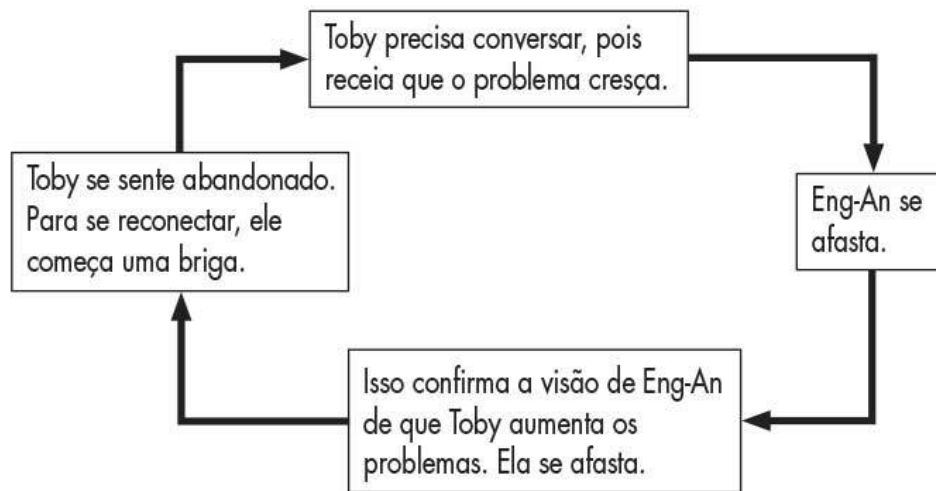 Toby precisa conversar, pois
receia que o problema cresça.
Eng-An se
afasta.
Isso confirma a visão de Eng-An
de que Toby aumenta os
problemas. Ela se afasta.
Toby se sente abandonado.
Para se reconectar, ele
começa uma briga.